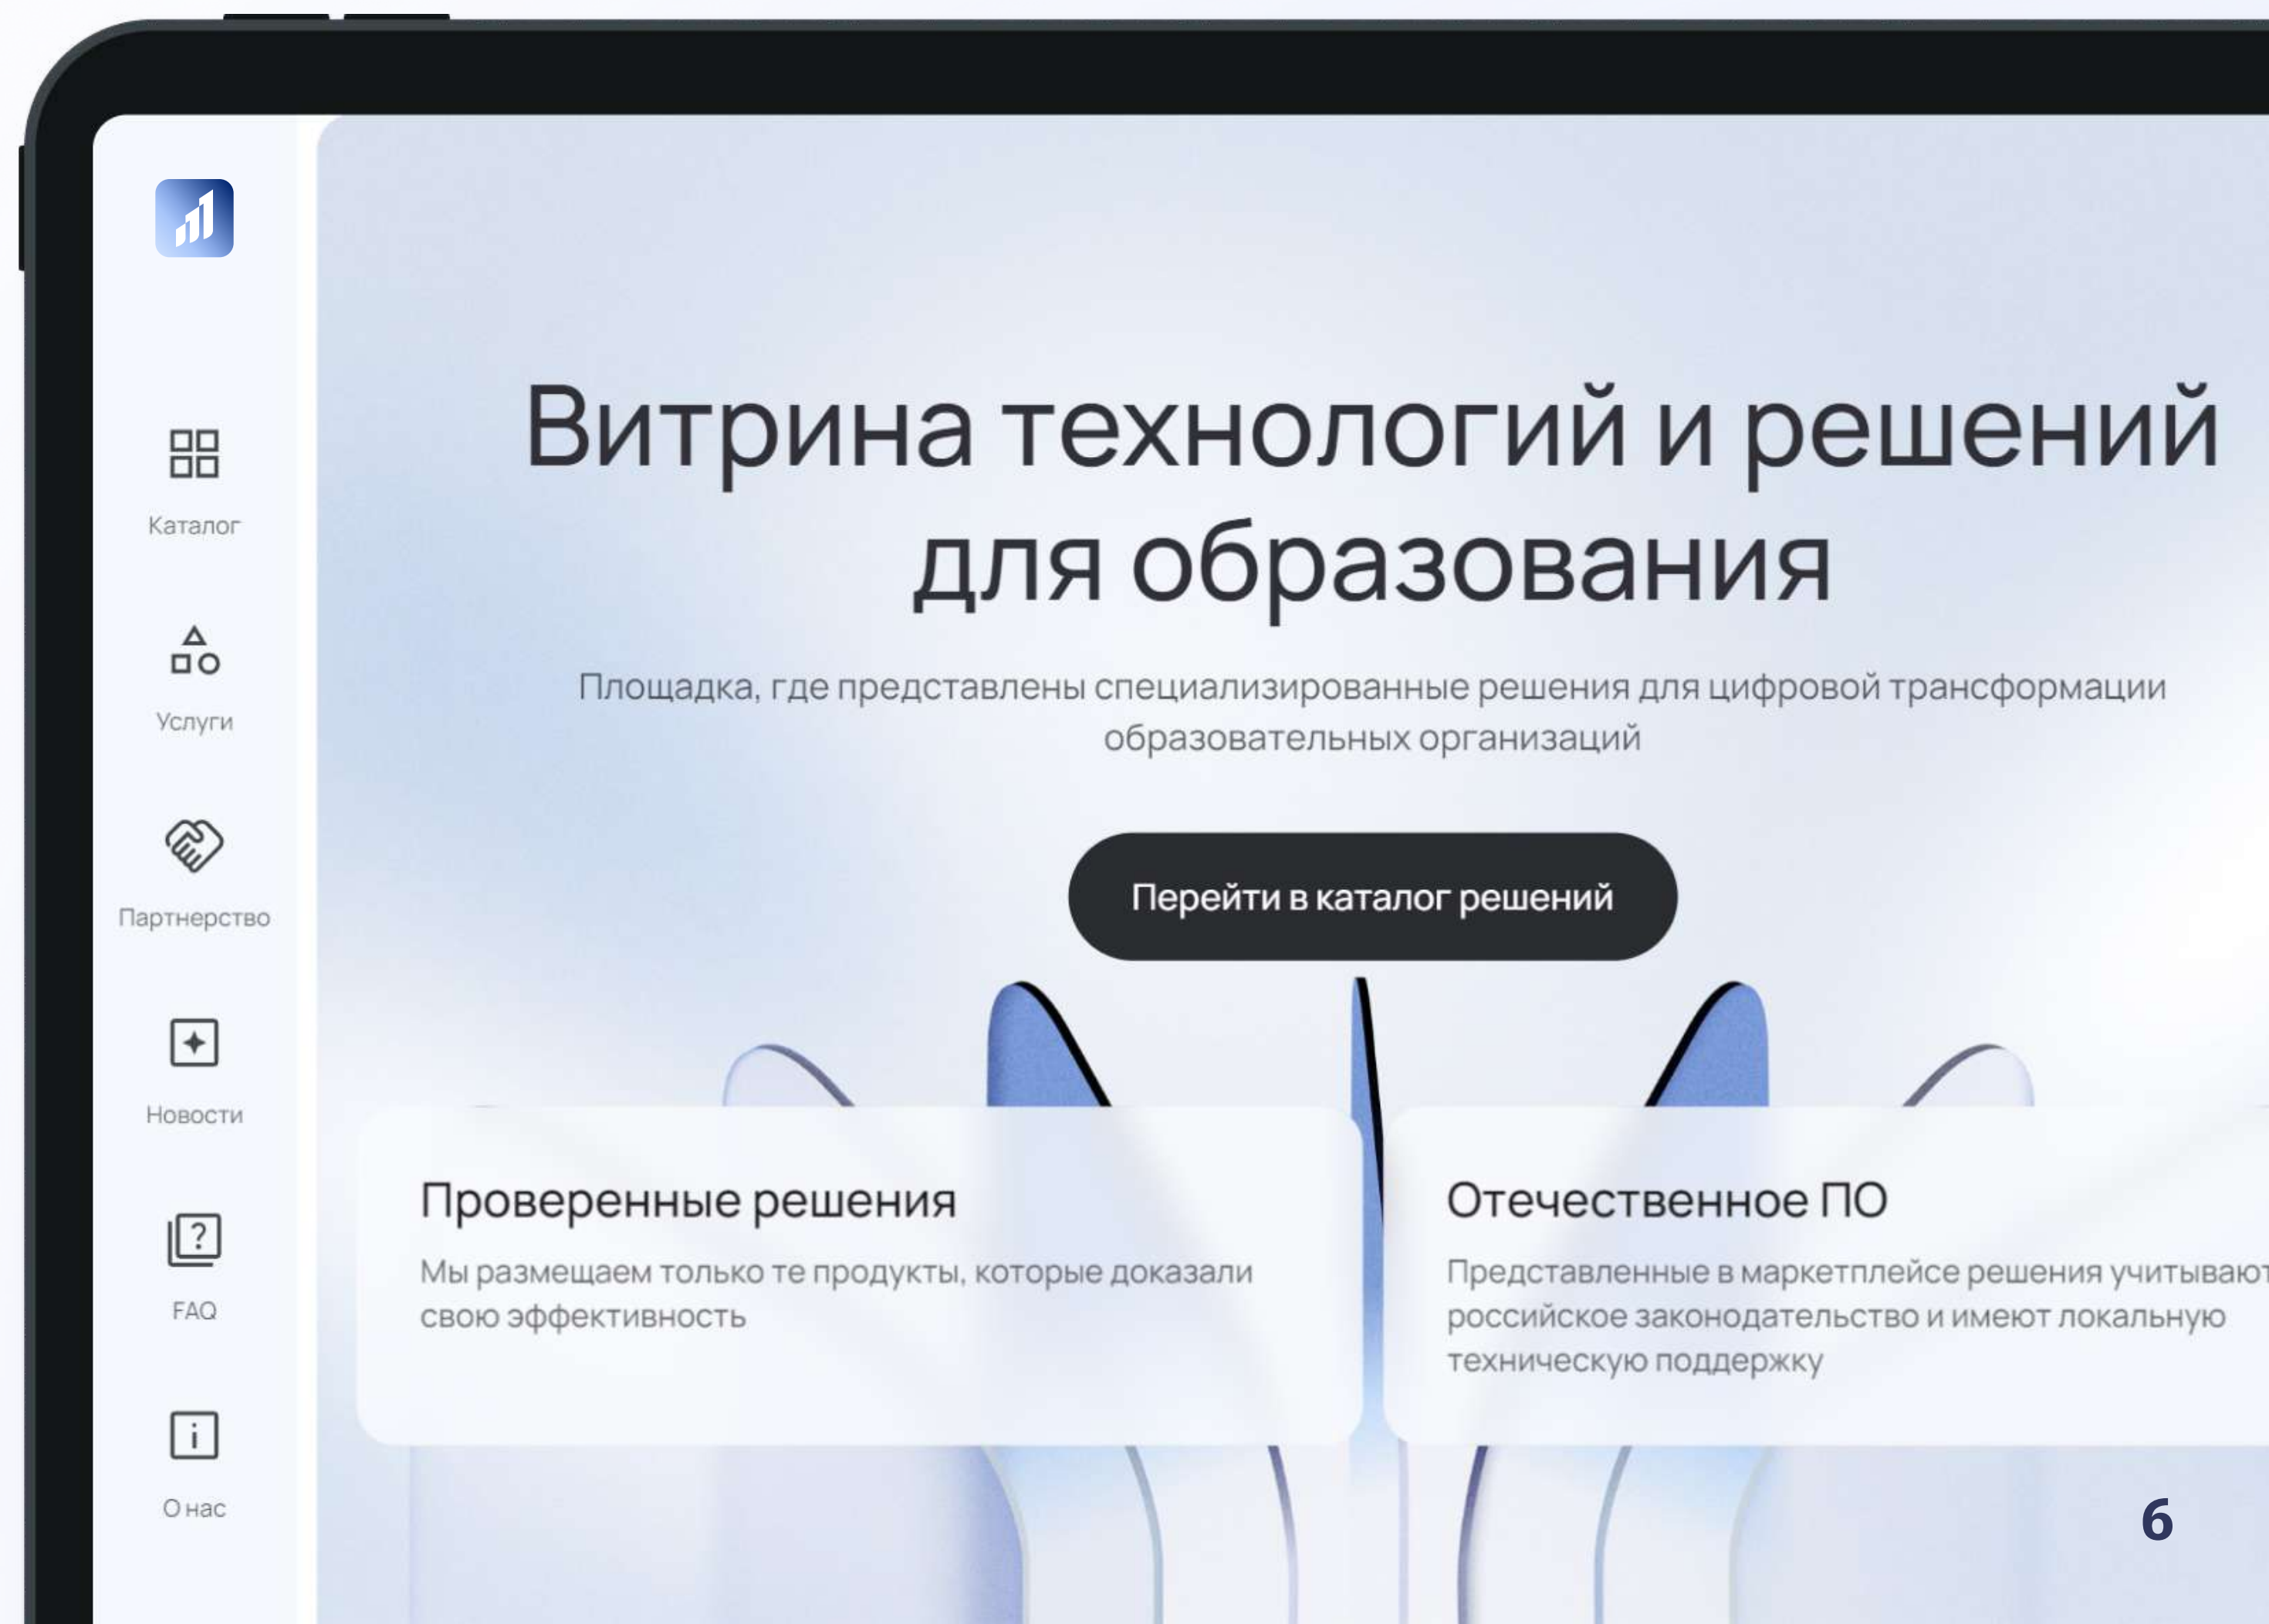 Каталог
Услуги
Партнерство
Новости
FAQ
О нас
Витрина технологий и решений
для образования
Площадка, где представлены специализированные решения для цифровой трансформации
образовательных организаций
Перейти в каталог решений
Проверенные решения
Мы размещаем только те продукты, которые доказали
свою эффективность
Отечественное ПО
Представленные в маркетплейсе решения учитывают
российское законодательство и имеют локальную
техническую поддержку
6